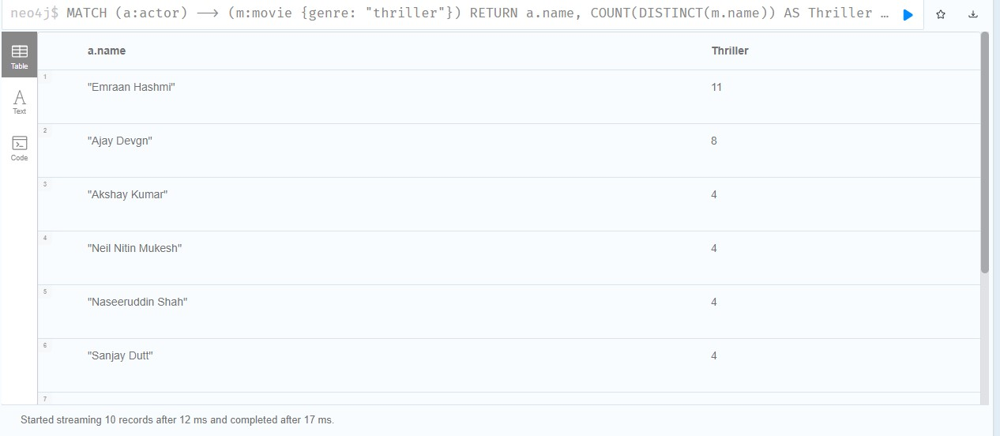 neo4j$ MATCH (a:actor) ⟶ (m:movie {genre: "thriller"}) RETURN a.name, COUNT(DISTINCT(m.name)) AS Thriller …
Table
Text
Code
a.name Thriller
1
"Emraan Hashmi" 11
2
"Ajay Devgn" 8
3
"Akshay Kumar" 4
4
"Neil Nitin Mukesh" 4
5
"Naseeruddin Shah" 4
6
"Sanjay Dutt" 4
7
Started streaming 10 records after 12 ms and completed after 17 ms.